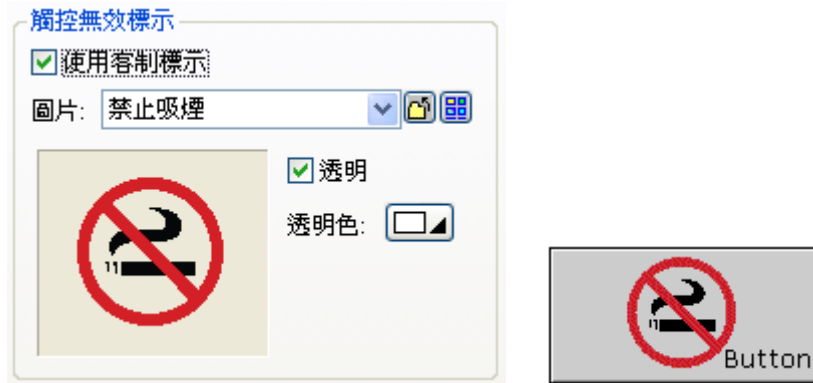 觸控無效標示
使用客制標示
圖片: 禁止吸煙
透明
透明色:
Button